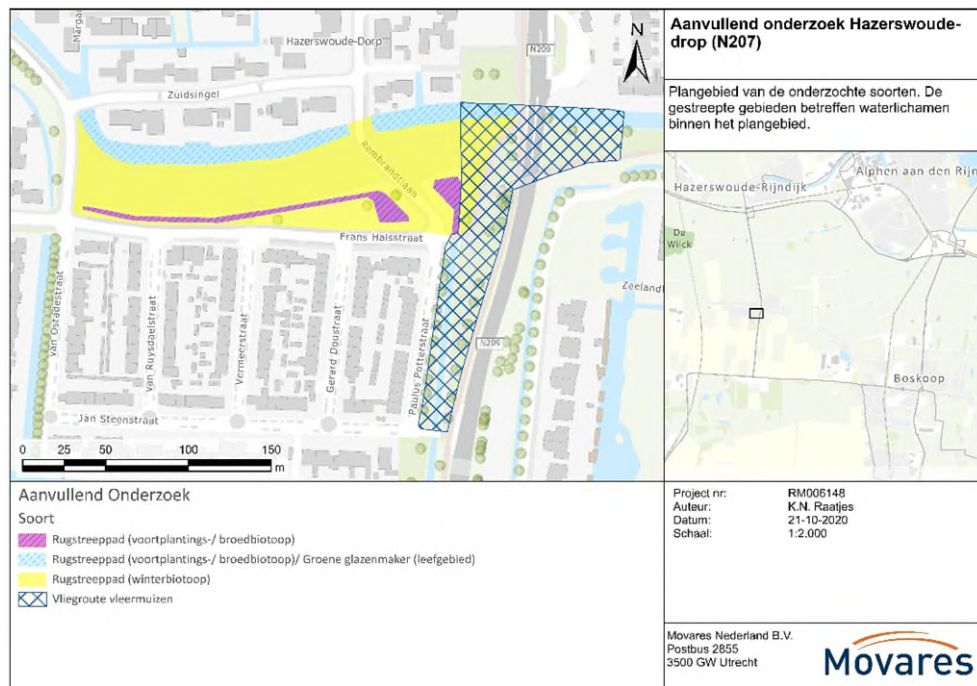 Aanvullend onderzoek Hazerswoude-
drop (N207)
Plangebied van de onderzochte soorten. De
gestreepte gebieden betreffen waterlichamen
binnen het plangebied.
N
N209
Hazerswoude-Dorp
Zuidsingel
Rembrandtlaan
Frans Halsstraat
van Ostadestraat
van Ruysdaelstraat
Vermeerstraat
Gerard Doustraat
Paulus Potterstraat
N209
Jan Steenstraat
Zeelandi
0 25 50 100 150
m
Hazerswoude-Rijndijk
Alphen aan den Rijn
De
Wilck
Boskoop
Aanvullend Onderzoek
Soort
Rugstreeppad (voortplantings-/ broedbiotoop)
Rugstreeppad (voortplantings-/ broedbiotoop)/ Groene glazenmaker (leefgebied)
Rugstreeppad (winterbiotoop)
Vliegroute vleermuizen
Project nr: RM006148
Auteur: K.N. Raatjes
Datum: 21-10-2020
Schaal: 1:2.000
Movares Nederland B.V.
Postbus 2855
3500 GW Utrecht
Movares